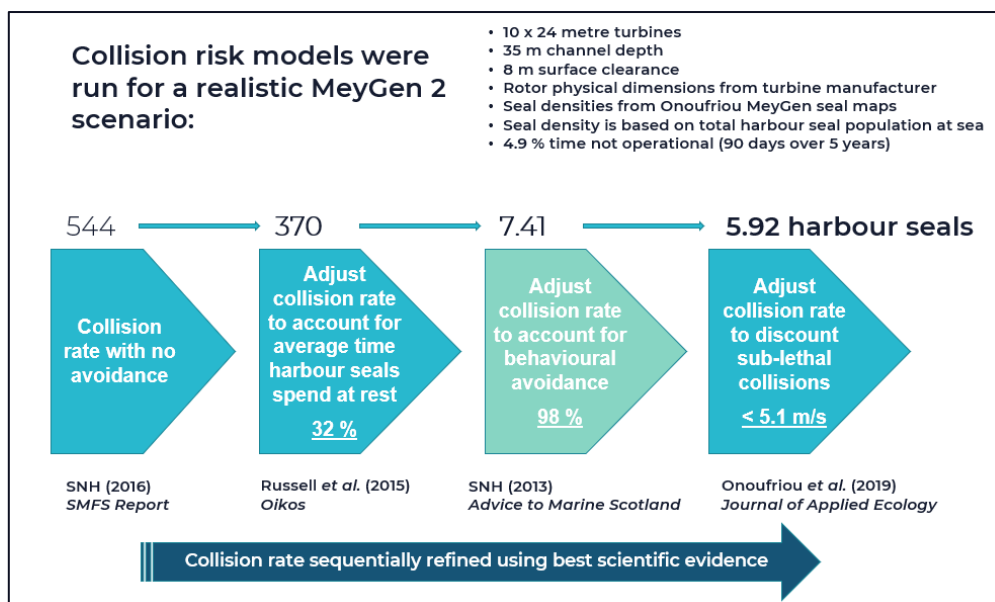 Collision risk models were
run for a realistic MeyGen 2
scenario:
• 10 x 24 metre turbines
• 35 m channel depth
• 8 m surface clearance
• Rotor physical dimensions from turbine manufacturer
• Seal densities from Onoufriou MeyGen seal maps
• Seal density is based on total harbour seal population at sea
• 4.9 % time not operational (90 days over 5 years)
544
370
7.41
5.92 harbour seals
Collision
rate with no
avoidance
Adjust
collision rate
to account for
average time
harbour seals
spend at rest
32 %
Adjust
collision rate
to account for
behavioural
avoidance
98 %
Adjust
collision rate
to discount
sub-lethal
collisions
< 5.1 m/s
SNH (2016)
SMFS Report
Russell et al. (2015)
Oikos
SNH (2013)
Advice to Marine Scotland
Onoufriou et al. (2019)
Journal of Applied Ecology
Collision rate sequentially refined using best scientific evidence